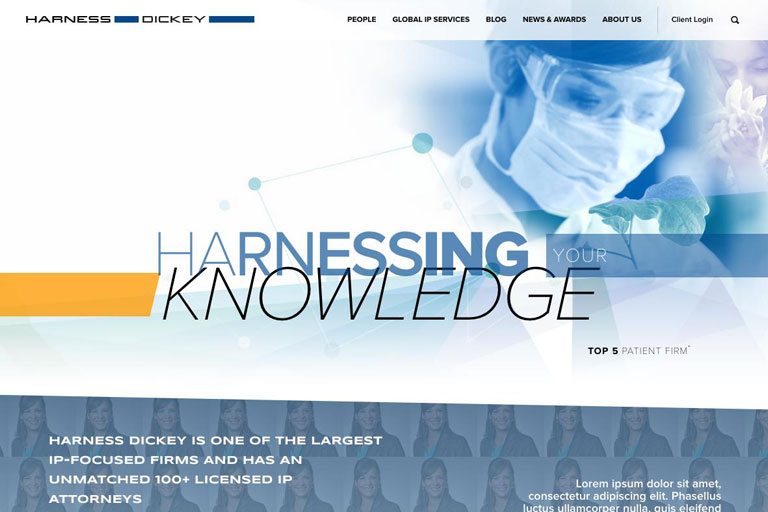 HARNESS DICKEY
PEOPLE GLOBAL IP SERVICES BLOG NEWS & AWARDS ABOUT US Client Login
HARNESSING YOUR
KNOWLEDGE
TOP 5 PATIENT FIRM*
HARNESS DICKEY IS ONE OF THE LARGEST
IP-FOCUSED FIRMS AND HAS AN
UNMATCHED 100+ LICENSED IP
ATTORNEYS
Lorem ipsum dolor sit amet,
consectetur adipiscing elit. Phasellus
luctus ullamcorper nulla, quis eleifend